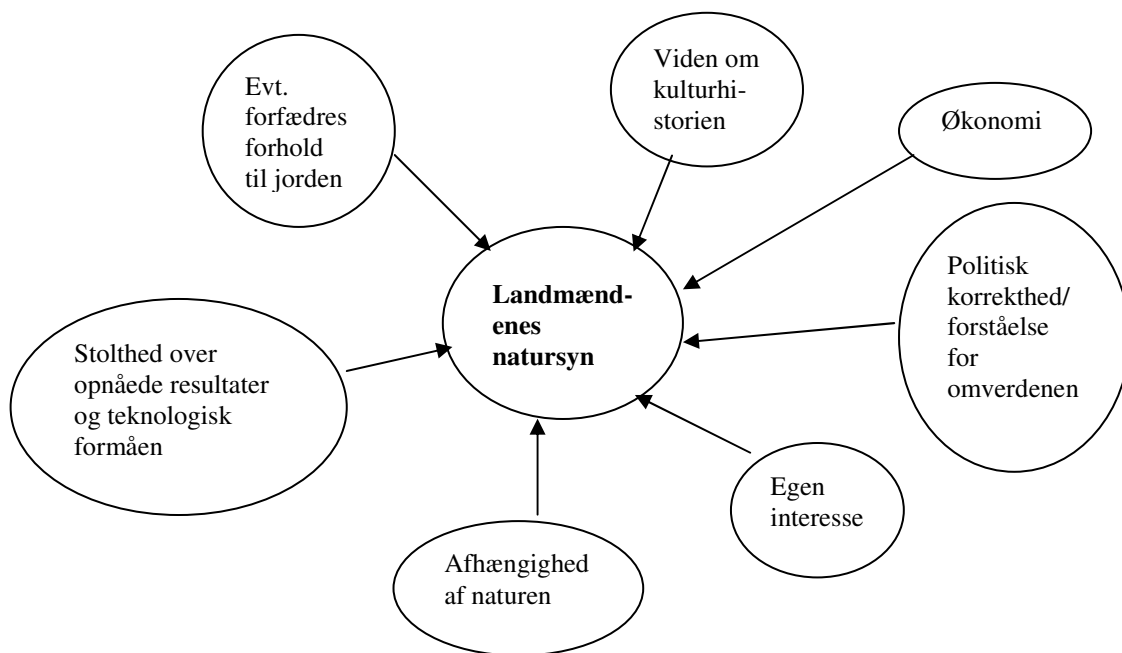 Evt.
forfædres
forhold
til jorden
Viden om
kulturhi-
storien
Økonomi
Politisk
korrekthed/
forståelse
for
omverdenen
Landmænd-
enes
natursyn
Stolthed over
opnåede resultater
og teknologisk
formåen
Egen
interesse
Afhængighed
af naturen